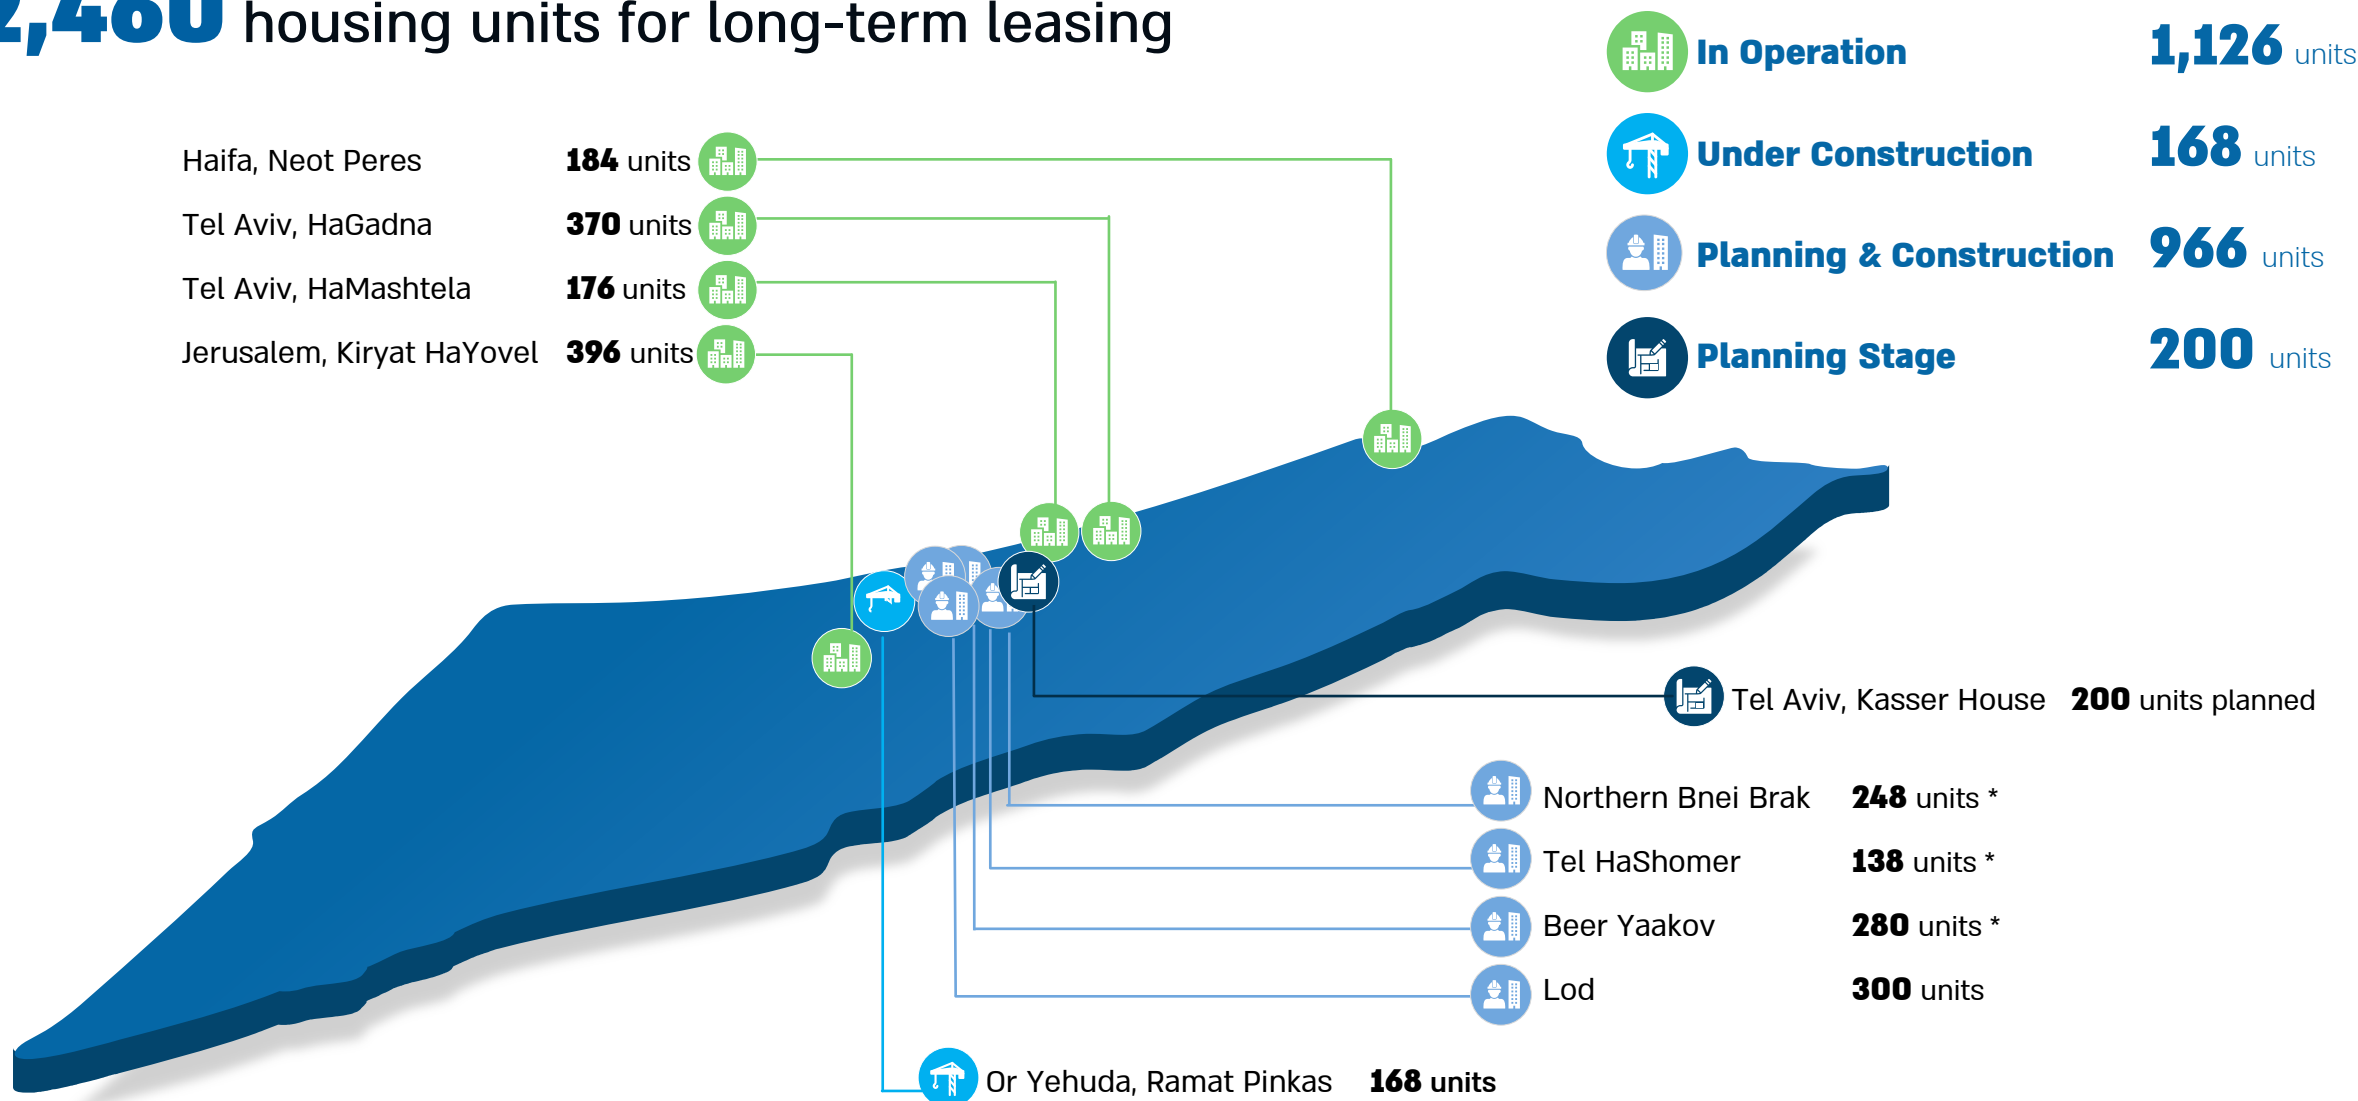 2,460 housing units for long-term leasing
In Operation 1,126 units
Under Construction 168 units
Planning & Construction 966 units
Planning Stage 200 units
Haifa, Neot Peres 184 units
Tel Aviv, HaGadna 370 units
Tel Aviv, HaMashtela 176 units
Jerusalem, Kiryat HaYovel 396 units
Tel Aviv, Kasser House 200 units planned
Northern Bnei Brak 248 units *
Tel HaShomer 138 units *
Beer Yaakov 280 units *
Lod 300 units
Or Yehuda, Ramat Pinkas 168 units